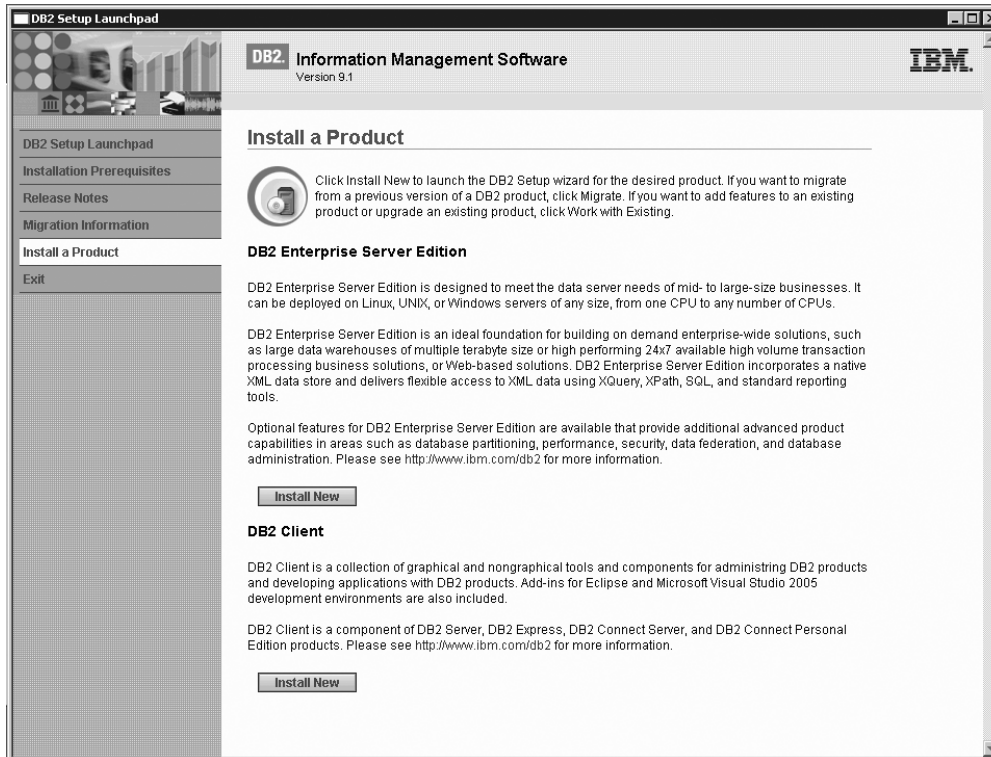 DB2 Setup Launchpad
DB2. Information Management Software
Version 9.1
IBM.
DB2 Setup Launchpad
Installation Prerequisites
Release Notes
Migration Information
Install a Product
Exit
Install a Product
Click Install New to launch the DB2 Setup wizard for the desired product. If you want to migrate
from a previous version of a DB2 product, click Migrate. If you want to add features to an existing
product or upgrade an existing product, click Work with Existing.
DB2 Enterprise Server Edition
DB2 Enterprise Server Edition is designed to meet the data server needs of mid- to large-size businesses. It
can be deployed on Linux, UNIX, or Windows servers of any size, from one CPU to any number of CPUs.
DB2 Enterprise Server Edition is an ideal foundation for building on demand enterprise-wide solutions, such
as large data warehouses of multiple terabyte size or high performing 24x7 available high volume transaction
processing business solutions, or Web-based solutions. DB2 Enterprise Server Edition incorporates a native
XML data store and delivers flexible access to XML data using XQuery, XPath, SQL, and standard reporting
tools.
Optional features for DB2 Enterprise Server Edition are available that provide additional advanced product
capabilities in areas such as database partitioning, performance, security, data federation, and database
administration. Please see http://www.ibm.com/db2 for more information.
Install New
DB2 Client
DB2 Client is a collection of graphical and nongraphical tools and components for administring DB2 products
and developing applications with DB2 products. Add-ins for Eclipse and Microsoft Visual Studio 2005
development environments are also included.
DB2 Client is a component of DB2 Server, DB2 Express, DB2 Connect Server, and DB2 Connect Personal
Edition products. Please see http://www.ibm.com/db2 for more information.
Install New